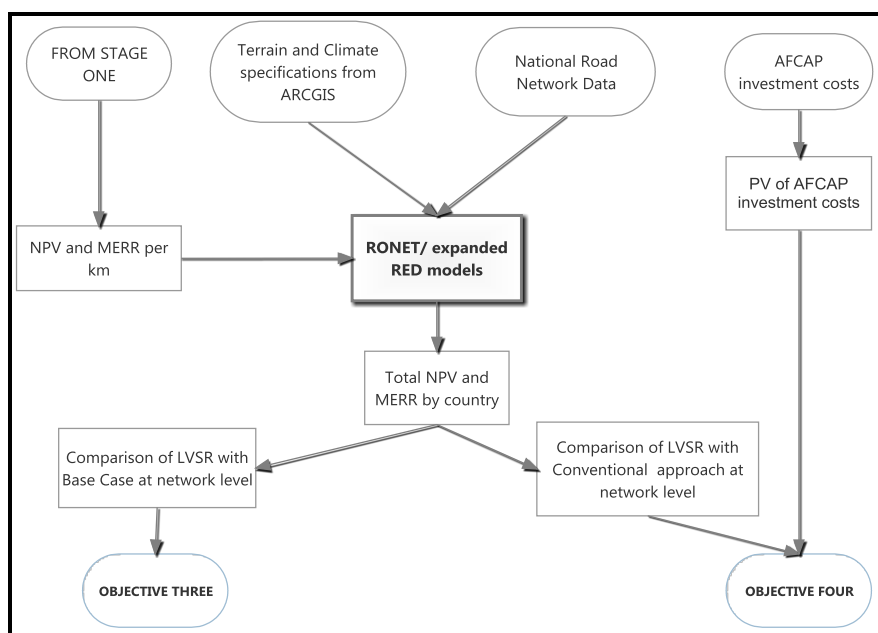 FROM STAGE
ONE
Terrain and Climate
specifications from
ARCGIS
National Road
Network Data
AFCAP
investment costs
PV of AFCAP
investment costs
NPV and MERR per
km
RONET/ expanded
RED models
Total NPV and
MERR by country
Comparison of LVSR with
Base Case at network level
Comparison of LVSR with
Conventional approach at
network level
OBJECTIVE THREE
OBJECTIVE FOUR